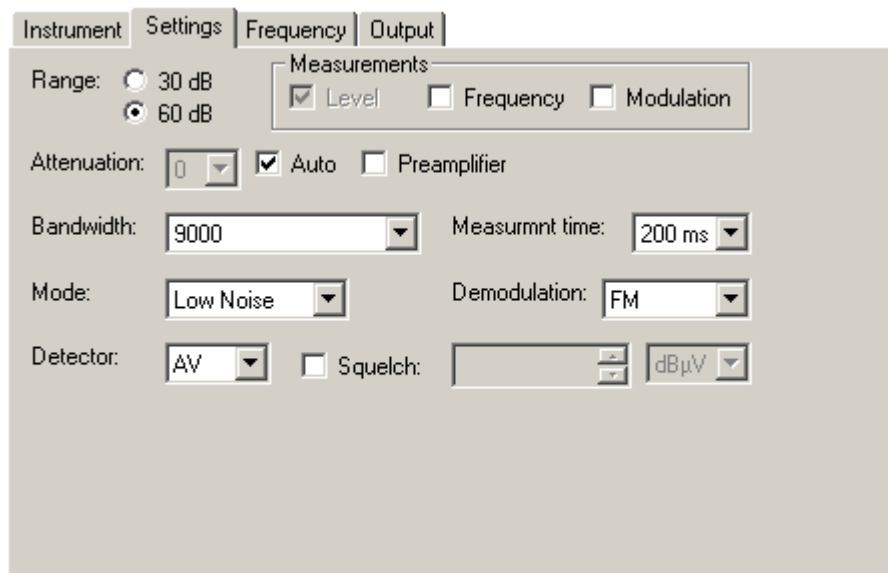 Instrument Settings Frequency Output
Range: 30 dB
60 dB
Measurements
Level Frequency Modulation
Attenuation: 0 Auto Preamplifier
Bandwidth: 9000 Measurmnt time: 200 ms
Mode: Low Noise Demodulation: FM
Detector: AV Squelch: dBµV